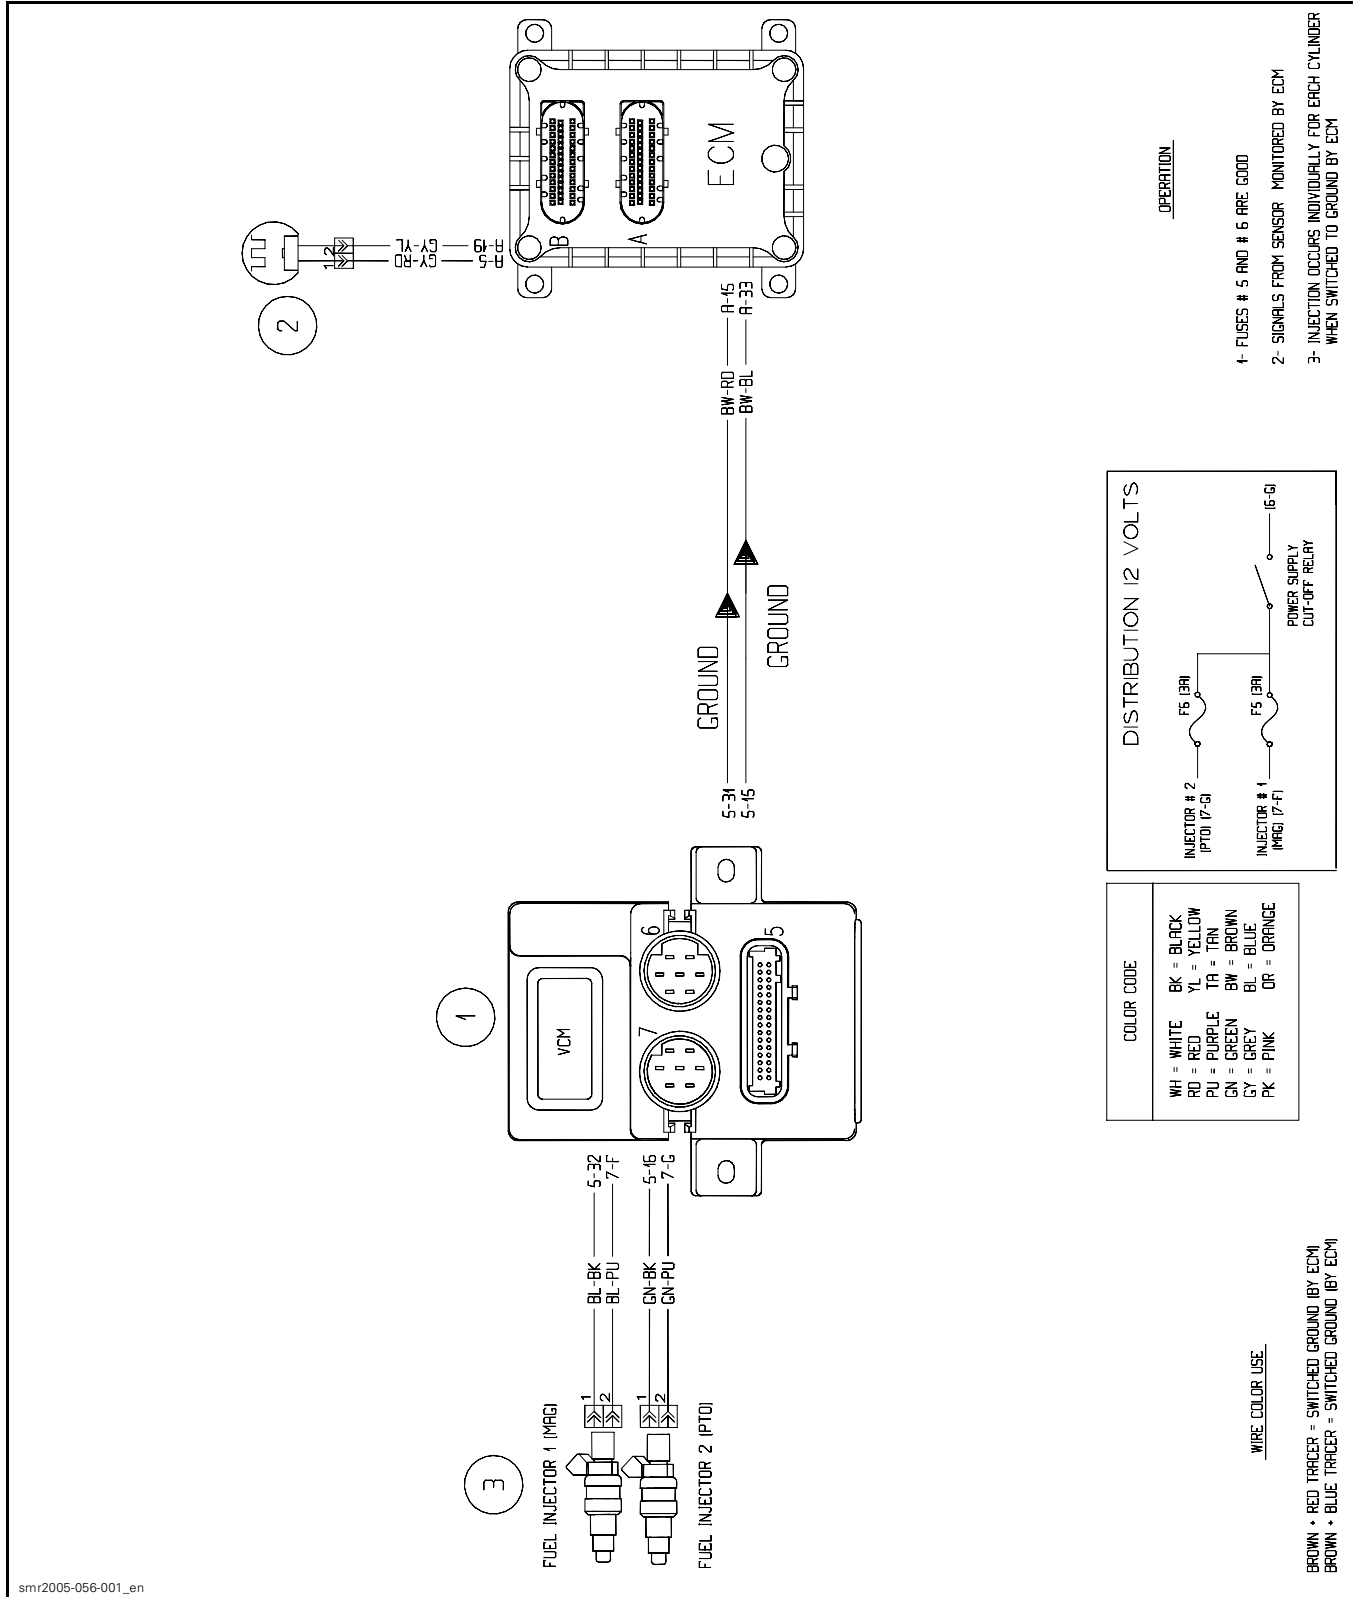 FUEL INJECTOR 1 (MAG)
FUEL INJECTOR 2 (PTO)
3
1
2
1
2
BL-BK
BL-PU
GN-BK
GN-PU
5-32
7-F
5-16
7-G
1
VCM
7
6
5
5-31
5-15
GROUND
GROUND
BW-RD
BW-BL
A-15
A-33
2
1
2
GY-RD
GY-YL
A-5
A-19
B
A
ECM
WIRE COLOR USE
BROWN + RED TRACER = SWITCHED GROUND (BY ECM)
BROWN + BLUE TRACER = SWITCHED GROUND (BY ECM)
COLOR CODE
WH = WHITE BK = BLACK
RD = RED YL = YELLOW
PU = PURPLE TA = TAN
GN = GREEN BW = BROWN
GY = GREY BL = BLUE
PK = PINK OR = ORANGE
DISTRIBUTION 12 VOLTS
INJECTOR # 2
(PTO) (7-G)
F6 (3A)
INJECTOR # 1
(MAG) (7-F)
F5 (3A)
POWER SUPPLY
CUT-OFF RELAY
(6-G)
OPERATION
1- FUSES # 5 AND # 6 ARE GOOD
2- SIGNALS FROM SENSOR MONITORED BY ECM
3- INJECTION OCCURS INDIVIDUALLY FOR EACH CYLINDER
WHEN SWITCHED TO GROUND BY ECM
smr2005-056-001_en